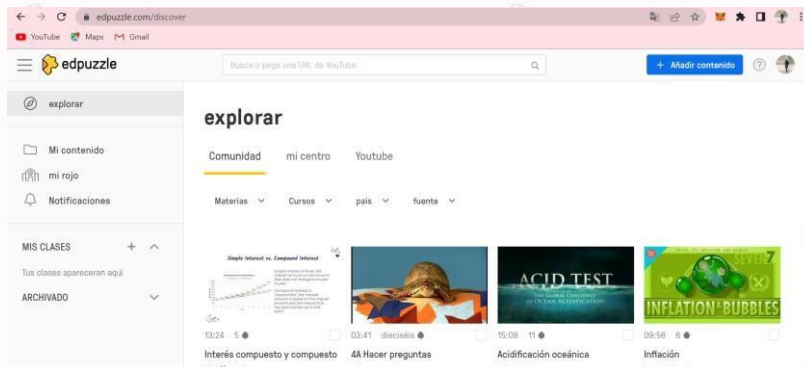 edpuzzle.com/discover
YouTube Maps Gmail
edpuzzle
Busca o pega una URL de YouTube
+ Añadir contenido
explorar
Mi contenido
mi rojo
Notificaciones
MIS CLASES
Tus clases apareceran aquí
ARCHIVADO
explorar
Comunidad mi centro Youtube
Materias Cursos país fuente
Simple Interest vs. Compound Interest
13:24 5
Interés compuesto y compuesto
03:41 dieciséis
4A Hacer preguntas
ACID TEST
THE GLOBAL CHALLENGE
OF OCEAN ACIDIFICATION
15:08 11
Acidificación oceánica
SEVEN 7
INFLATION & BUBBLES
09:56 6
Inflación